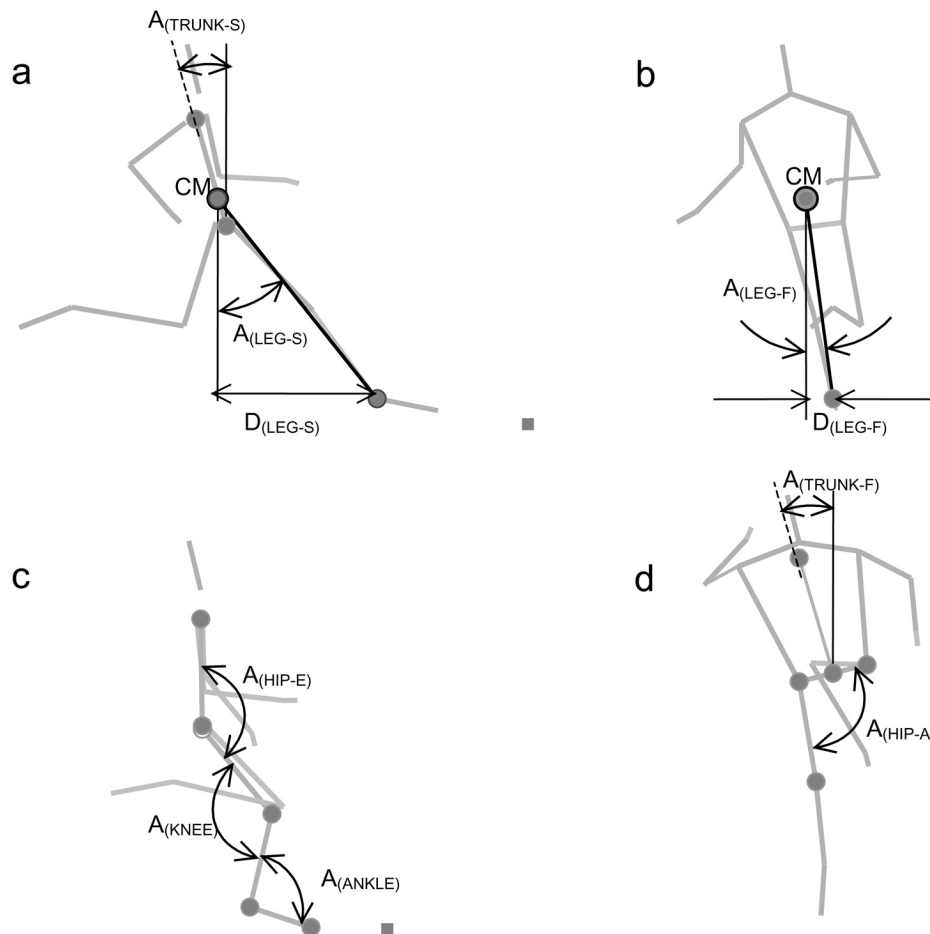 A(TRUNK-S)
a
CM
A(LEG-S)
D(LEG-S)
b
CM
A(LEG-F)
D(LEG-F)
c
A(HIP-E)
A(KNEE)
A(ANKLE)
A(TRUNK-F)
d
A(HIP-A